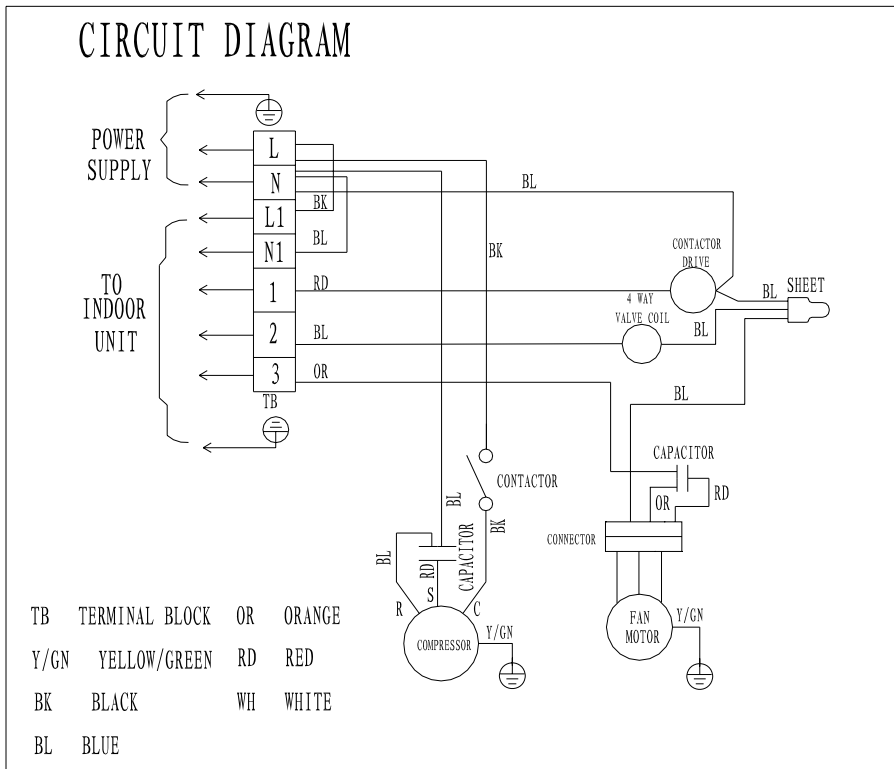 CIRCUIT DIAGRAM
POWER
SUPPLY
L
N
BL
L1
BK
N1
BL
BK
CONTACTOR
DRIVE
TO
INDOOR
UNIT
1
RD
BL
SHEET
4 WAY
VALVE COIL
2
BL
BL
3
OR
BL
TB
CAPACITOR
CONTACTOR
BL
RD
OR
BK
CONNECTOR
BL
RD
CAPACITOR
R
S
C
COMPRESSOR
Y/GN
FAN
MOTOR
Y/GN
TB TERMINAL BLOCK OR ORANGE
Y/GN YELLOW/GREEN RD RED
BK BLACK WH WHITE
BL BLUE